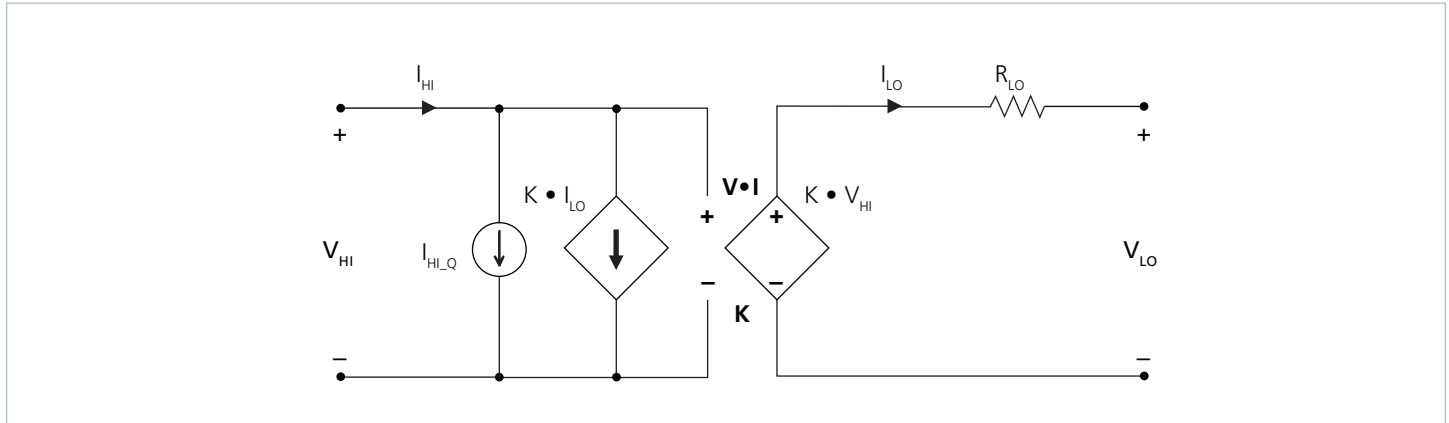 I_HI
I_LO
R_LO
+
+
K • I_LO
V•I
K • V_HI
+
+
V_HI
I_HI_Q
V_LO
–
–
K
–
–